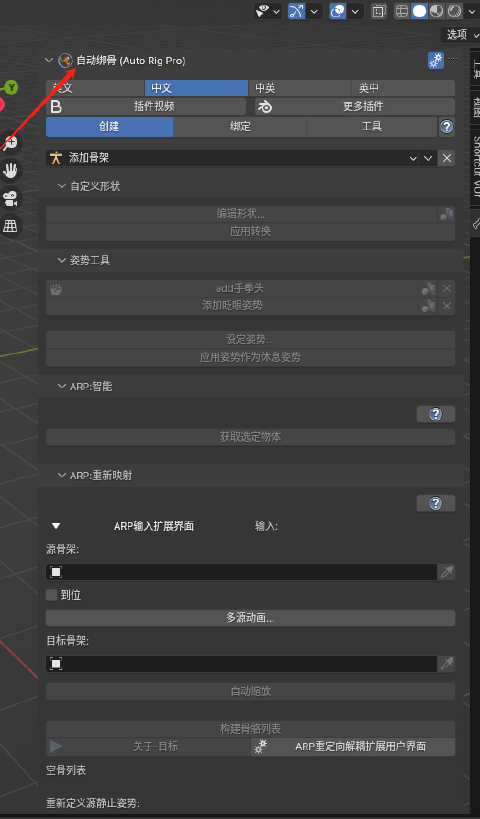 选项
自动绑骨 (Auto Rig Pro)
英文 中文 中英 英中
插件视频 更多插件
创建 绑定 工具
添加骨架
自定义形状
编辑形状...
应用转换
姿势工具
add手拳头
添加眨眼姿势
设定姿势...
应用姿势作为休息姿势
ARP:智能
获取选定物体
ARP:重新映射
ARP输入扩展界面 输入:
源骨架:
到位
多源动画...
目标骨架:
自动缩放
构建骨骼列表
关于-目标 ARP重定向解耦扩展用户界面
空骨列表
重新定义源静止姿势: